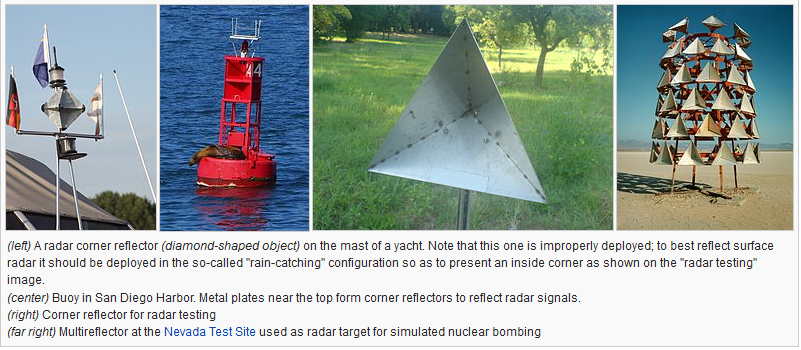 44
(left) A radar corner reflector (diamond-shaped object) on the mast of a yacht. Note that this one is improperly deployed; to best reflect surface
radar it should be deployed in the so-called "rain-catching" configuration so as to present an inside corner as shown on the "radar testing"
image.
(center) Buoy in San Diego Harbor. Metal plates near the top form corner reflectors to reflect radar signals.
(right) Corner reflector for radar testing
(far right) Multireflector at the Nevada Test Site used as radar target for simulated nuclear bombing